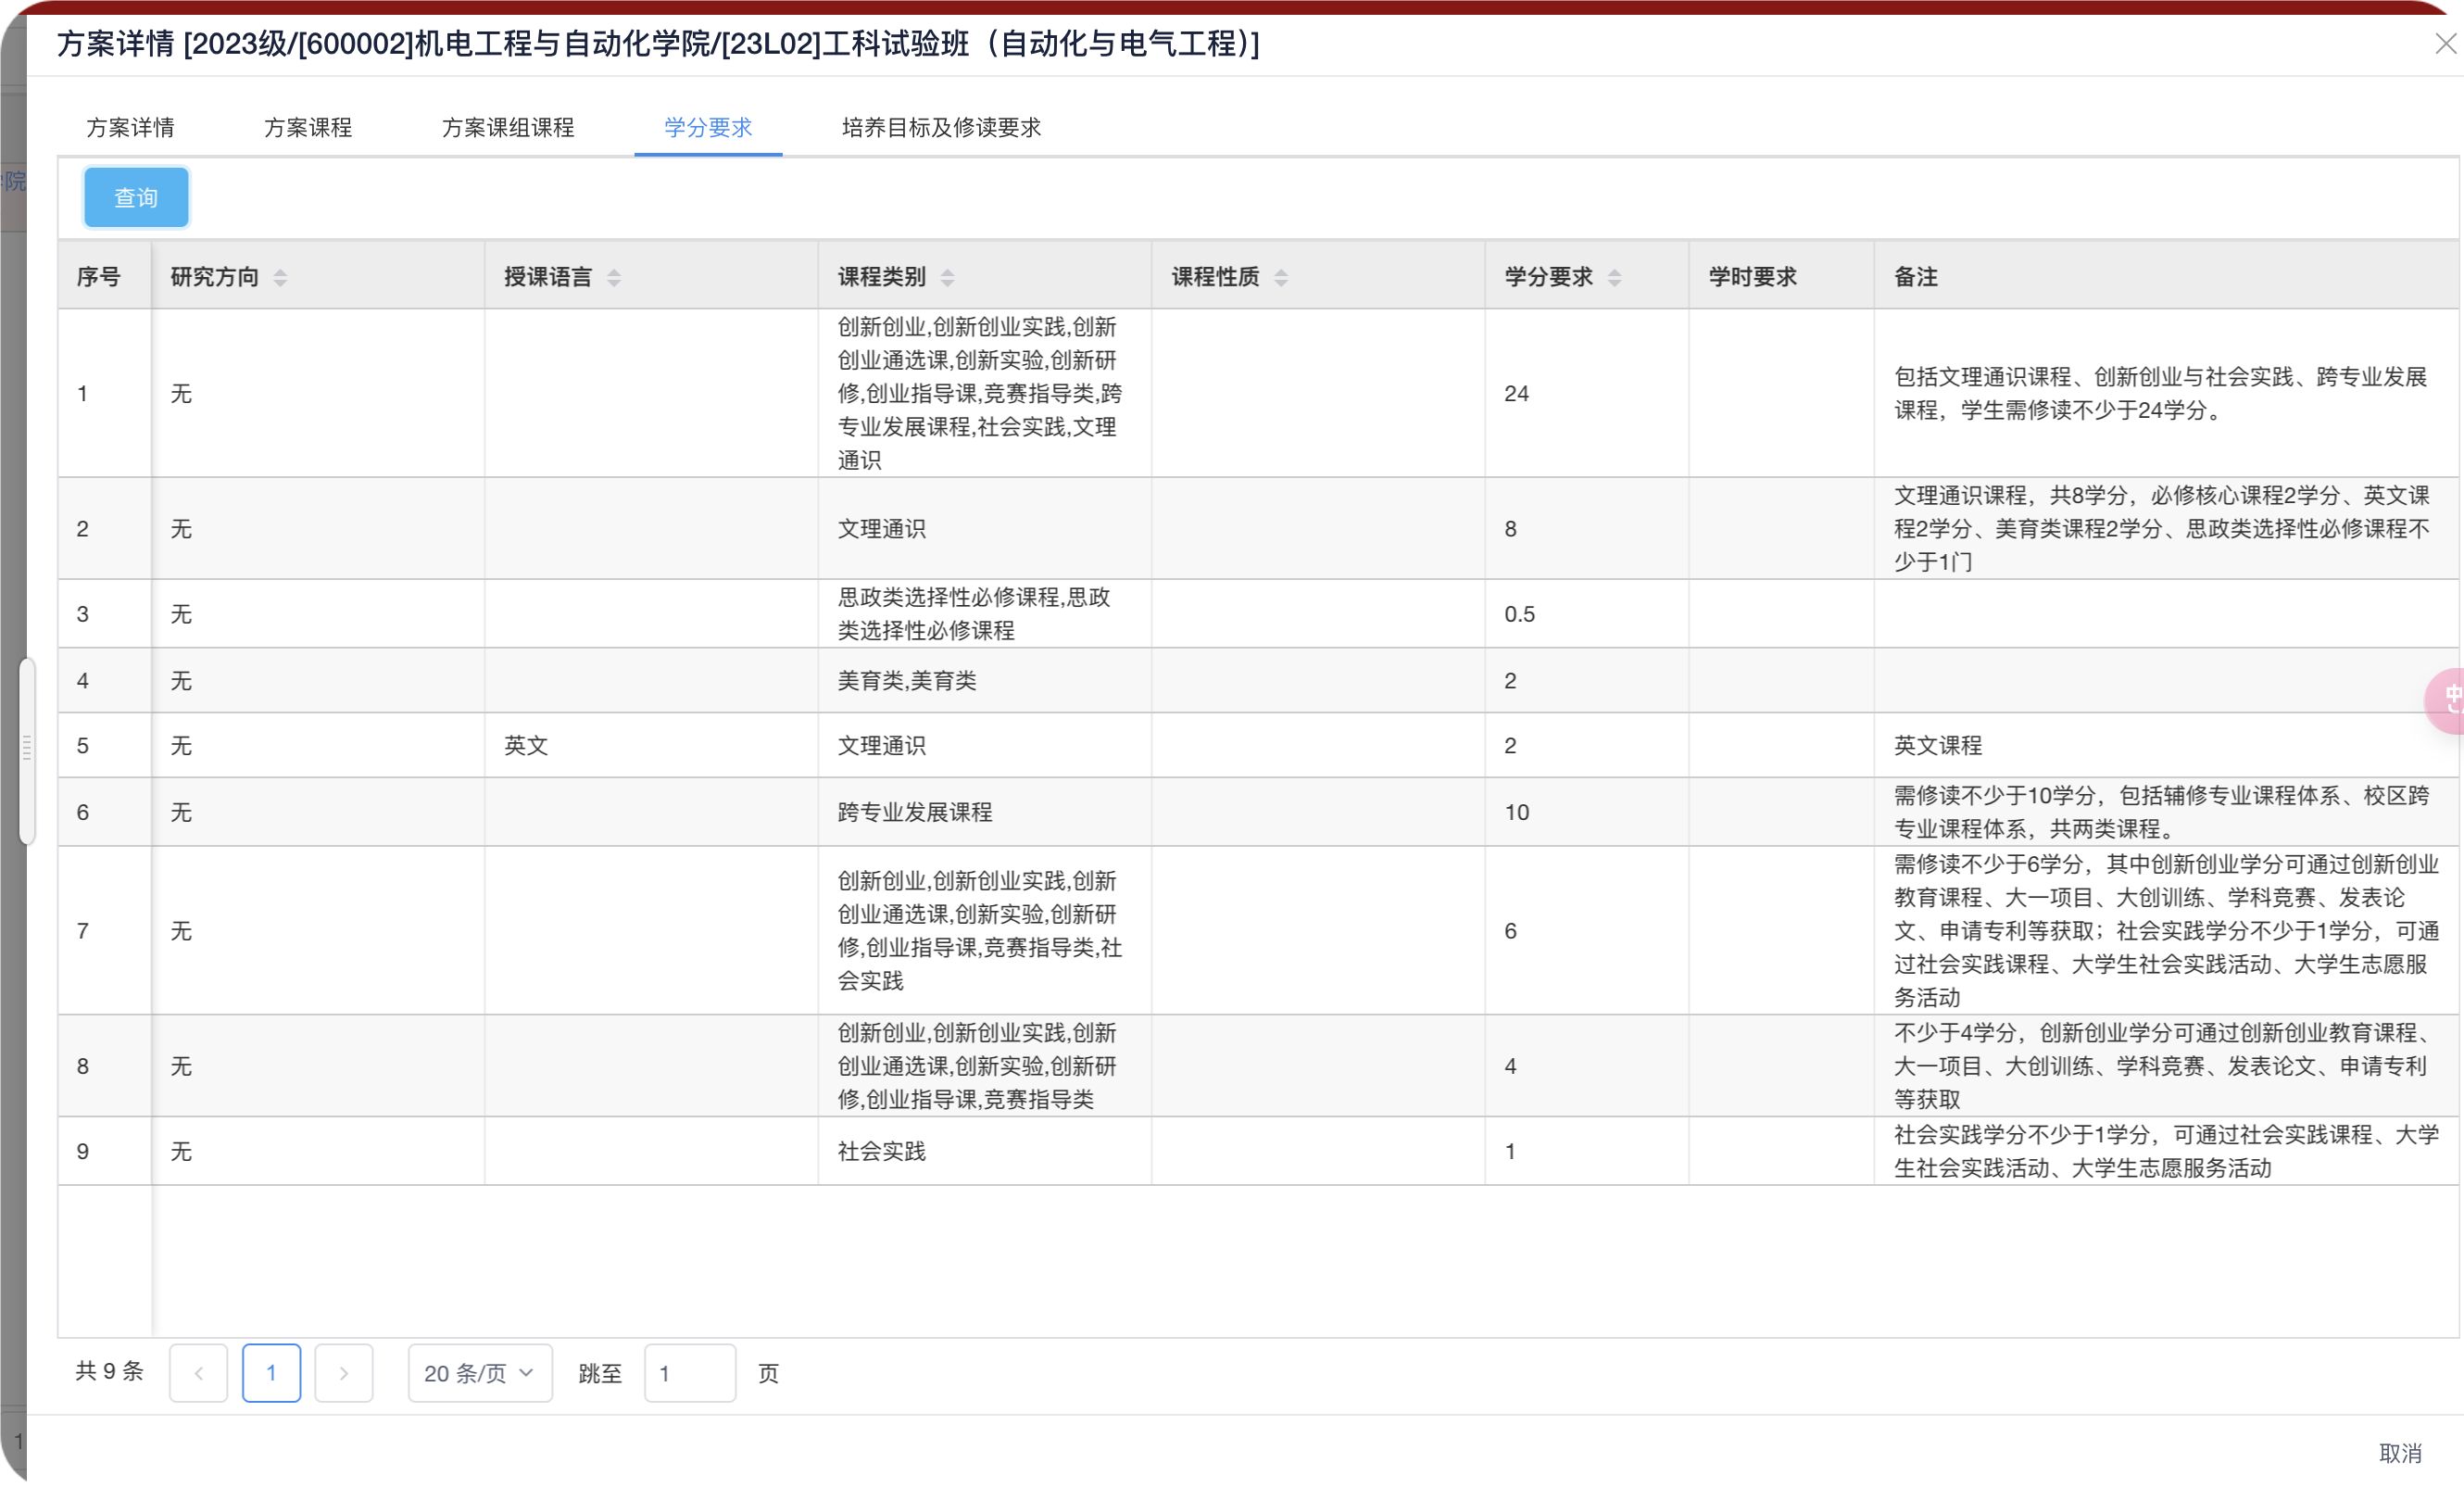 方案详情 [2023级/[600002]机电工程与自动化学院/[23L02]工科试验班（自动化与电气工程)]
方案详情 方案课程 方案课组课程 学分要求 培养目标及修读要求
院
查询
序号 研究方向 授课语言 课程类别 课程性质 学分要求 学时要求 备注
1 无 创新创业,创新创业实践,创新
创业通选课,创新实验,创新研
修,创业指导课,竞赛指导类,跨
专业发展课程,社会实践,文理
通识
24
包括文理通识课程、创新创业与社会实践、跨专业发展
课程，学生需修读不少于24学分。
2 无 文理通识 8
文理通识课程，共8学分，必修核心课程2学分、英文课
程2学分、美育类课程2学分、思政类选择性必修课程不
少于1门
3 无 思政类选择性必修课程,思政
类选择性必修课程
0.5
4 无 美育类,美育类 2
5 无 英文 文理通识 2 英文课程
6 无 跨专业发展课程 10
需修读不少于10学分，包括辅修专业课程体系、校区跨
专业课程体系，共两类课程。
7 无 创新创业,创新创业实践,创新
创业通选课,创新实验,创新研
修,创业指导课,竞赛指导类,社
会实践
6
需修读不少于6学分，其中创新创业学分可通过创新创业
教育课程、大一项目、大创训练、学科竞赛、发表论
文、申请专利等获取；社会实践学分不少于1学分，可通
过社会实践课程、大学生社会实践活动、大学生志愿服
务活动
8 无 创新创业,创新创业实践,创新
创业通选课,创新实验,创新研
修,创业指导课,竞赛指导类
4
不少于4学分，创新创业学分可通过创新创业教育课程、
大一项目、大创训练、学科竞赛、发表论文、申请专利
等获取
9 无 社会实践 1
社会实践学分不少于1学分，可通过社会实践课程、大学
生社会实践活动、大学生志愿服务活动
共 9 条 1 20 条/页 跳至 1 页
1
取消